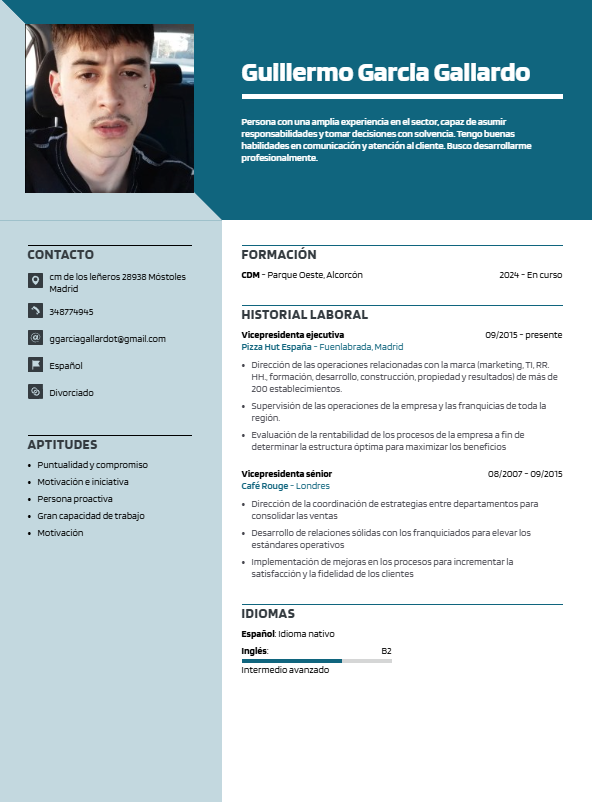 Guillermo Garcia Gallardo
Persona con una amplia experiencia en el sector, capaz de asumir
responsabilidades y tomar decisiones con solvencia. Tengo buenas
habilidades en comunicación y atención al cliente. Busco desarrollarme
profesionalmente.
CONTACTO
cm de los leñeros 28938 Móstoles
Madrid
348774945
ggarciagallardot@gmail.com
Español
Divorciado
APTITUDES
• Puntualidad y compromiso
• Motivación e iniciativa
• Persona proactiva
• Gran capacidad de trabajo
• Motivación
FORMACIÓN
CDM - Parque Oeste, Alcorcón 2024 - En curso
HISTORIAL LABORAL
Vicepresidenta ejecutiva 09/2015 - presente
Pizza Hut España - Fuenlabrada, Madrid
• Dirección de las operaciones relacionadas con la marca (marketing, TI, RR.
HH., formación, desarrollo, construcción, propiedad y resultados) de más de
200 establecimientos.
• Supervisión de las operaciones de la empresa y las franquicias de toda la
región.
• Evaluación de la rentabilidad de los procesos de la empresa a fin de
determinar la estructura óptima para maximizar los beneficios
Vicepresidenta sénior 08/2007 - 09/2015
Café Rouge - Londres
• Dirección de la coordinación de estrategias entre departamentos para
consolidar las ventas
• Desarrollo de relaciones sólidas con los franquiciados para elevar los
estándares operativos
• Implementación de mejoras en los procesos para incrementar la
satisfacción y la fidelidad de los clientes
IDIOMAS
Español: Idioma nativo
Inglés: B2
Intermedio avanzado